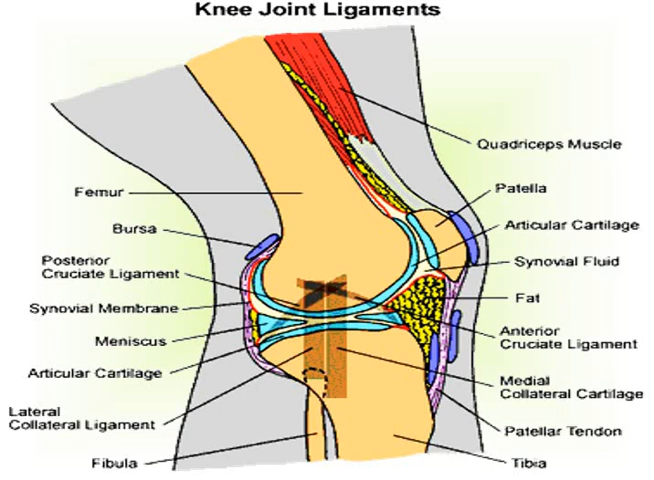 Knee Joint Ligaments
Quadriceps Muscle
Femur
Patella
Bursa
Articular Cartilage
Posterior
Cruciate Ligament
Synovial Fluid
Synovial Membrane
Fat
Meniscus
Anterior
Cruciate Ligament
Articular Cartilage
Medial
Collateral Cartilage
Lateral
Collateral Ligament
Patellar Tendon
Fibula
Tibia